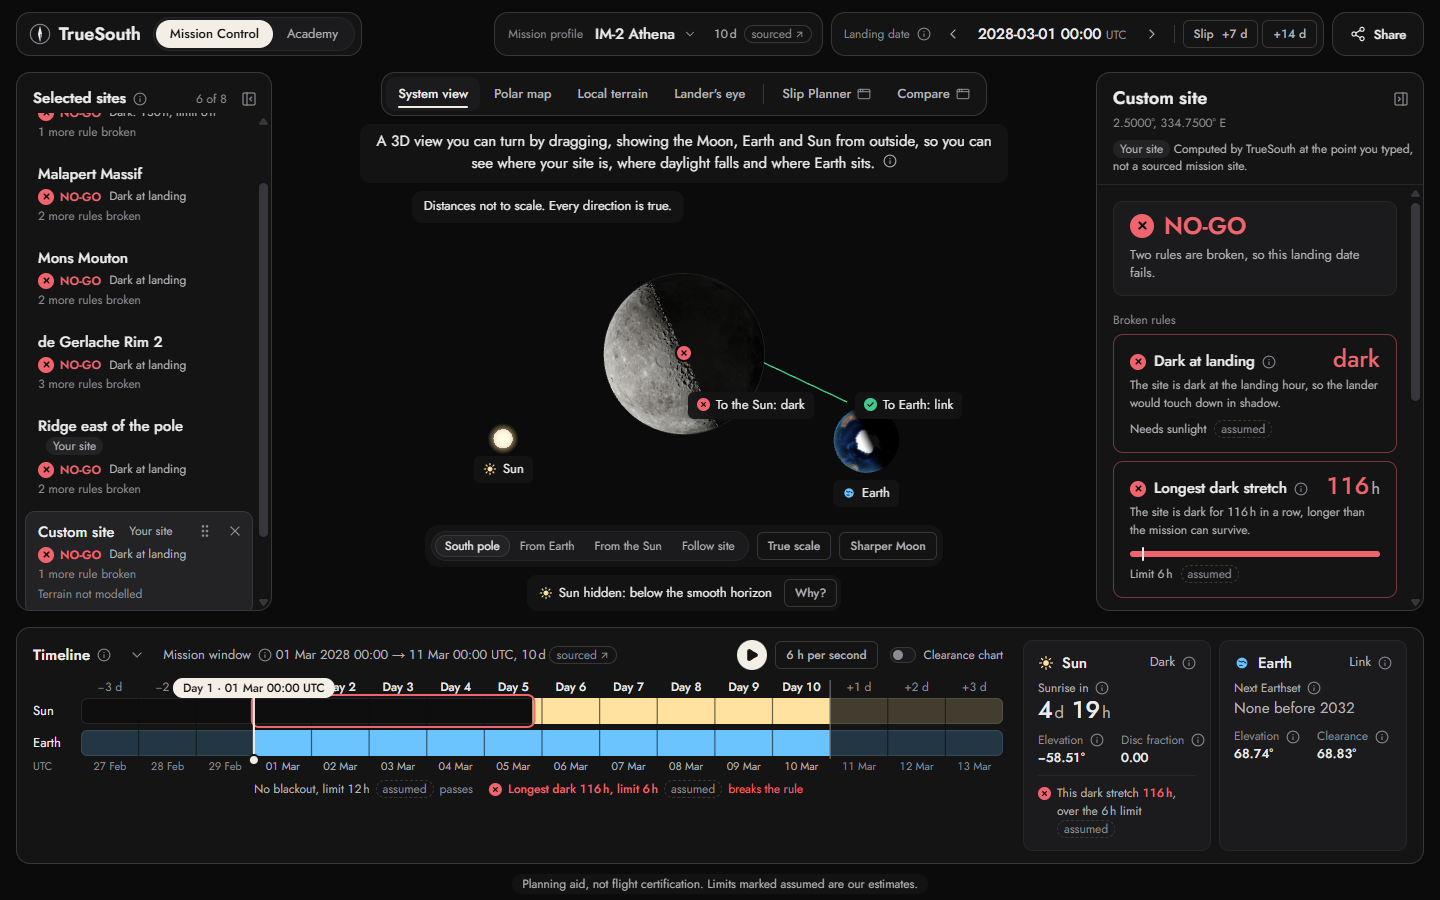 TrueSouth
Mission Control
Academy
Mission profile
IM-2 Athena
10 d
sourced ↗
Landing date
2028-03-01 00:00 UTC
Slip +7 d
+14 d
Share
Selected sites
6 of 8
1 more rule broken
Malapert Massif
NO-GO Dark at landing
2 more rules broken
Mons Mouton
NO-GO Dark at landing
2 more rules broken
de Gerlache Rim 2
NO-GO Dark at landing
3 more rules broken
Ridge east of the pole
Your site
NO-GO Dark at landing
2 more rules broken
Custom site Your site
NO-GO Dark at landing
1 more rule broken
Terrain not modelled
System view
Polar map
Local terrain
Lander's eye
Slip Planner
Compare
A 3D view you can turn by dragging, showing the Moon, Earth and Sun from outside, so you can
see where your site is, where daylight falls and where Earth sits.
Distances not to scale. Every direction is true.
To the Sun: dark
To Earth: link
Sun
Earth
South pole
From Earth
From the Sun
Follow site
True scale
Sharper Moon
Sun hidden: below the smooth horizon
Why?
Custom site
2.5000°, 334.7500° E
Your site Computed by TrueSouth at the point you typed,
not a sourced mission site.
NO-GO
Two rules are broken, so this landing date
fails.
Broken rules
Dark at landing
dark
The site is dark at the landing hour, so the lander
would touch down in shadow.
Needs sunlight assumed
Longest dark stretch
116 h
The site is dark for 116 h in a row, longer than
the mission can survive.
Limit 6 h assumed
Timeline
Mission window
01 Mar 2028 00:00 → 11 Mar 00:00 UTC, 10 d sourced ↗
6 h per second
Clearance chart
−3 d −2
Day 1 · 01 Mar 00:00 UTC
ay 2 Day 3 Day 4 Day 5 Day 6 Day 7 Day 8 Day 9 Day 10 +1 d +2 d +3 d
Sun
Earth
UTC 27 Feb 28 Feb 29 Feb 01 Mar 02 Mar 03 Mar 04 Mar 05 Mar 06 Mar 07 Mar 08 Mar 09 Mar 10 Mar 11 Mar 12 Mar 13 Mar
No blackout, limit 12 h assumed passes
Longest dark 116 h, limit 6 h assumed breaks the rule
Sun
Dark
Sunrise in
4 d 19 h
Elevation
Disc fraction
−58.51°
0.00
This dark stretch 116 h,
over the 6 h limit
assumed
Earth
Link
Next Earthset
None before 2032
Elevation
Clearance
68.74°
68.83°
Planning aid, not flight certification. Limits marked assumed are our estimates.